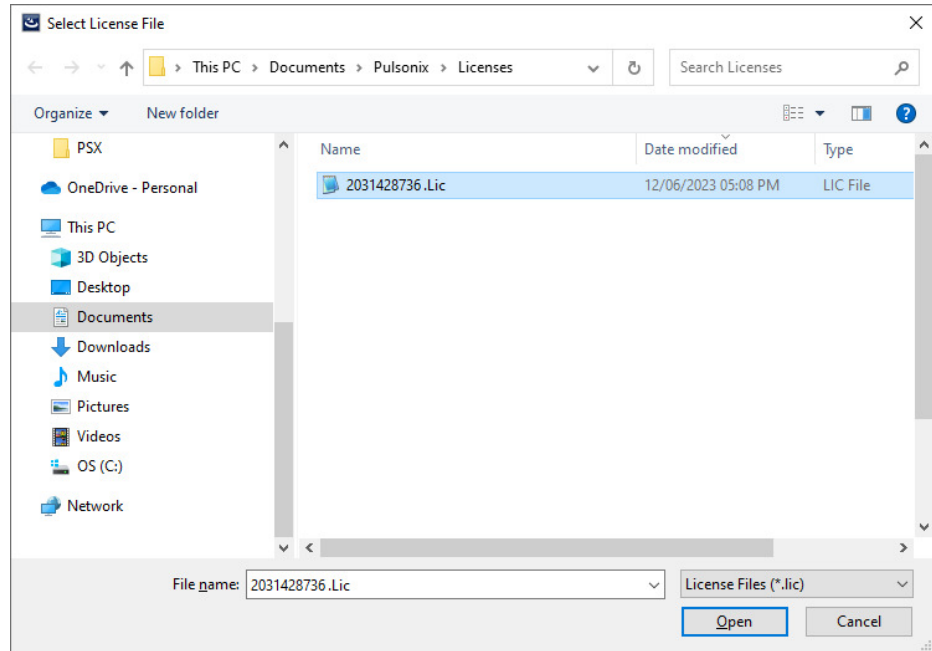 Select License File
This PC > Documents > Pulsonix > Licenses
Search Licenses
Organize
New folder
Name
Date modified
Type
2031428736.Lic
12/06/2023 05:08 PM
LIC File
PSX
OneDrive - Personal
This PC
3D Objects
Desktop
Documents
Downloads
Music
Pictures
Videos
OS (C:)
Network
File name: 2031428736.Lic
License Files (*.lic)
Open
Cancel